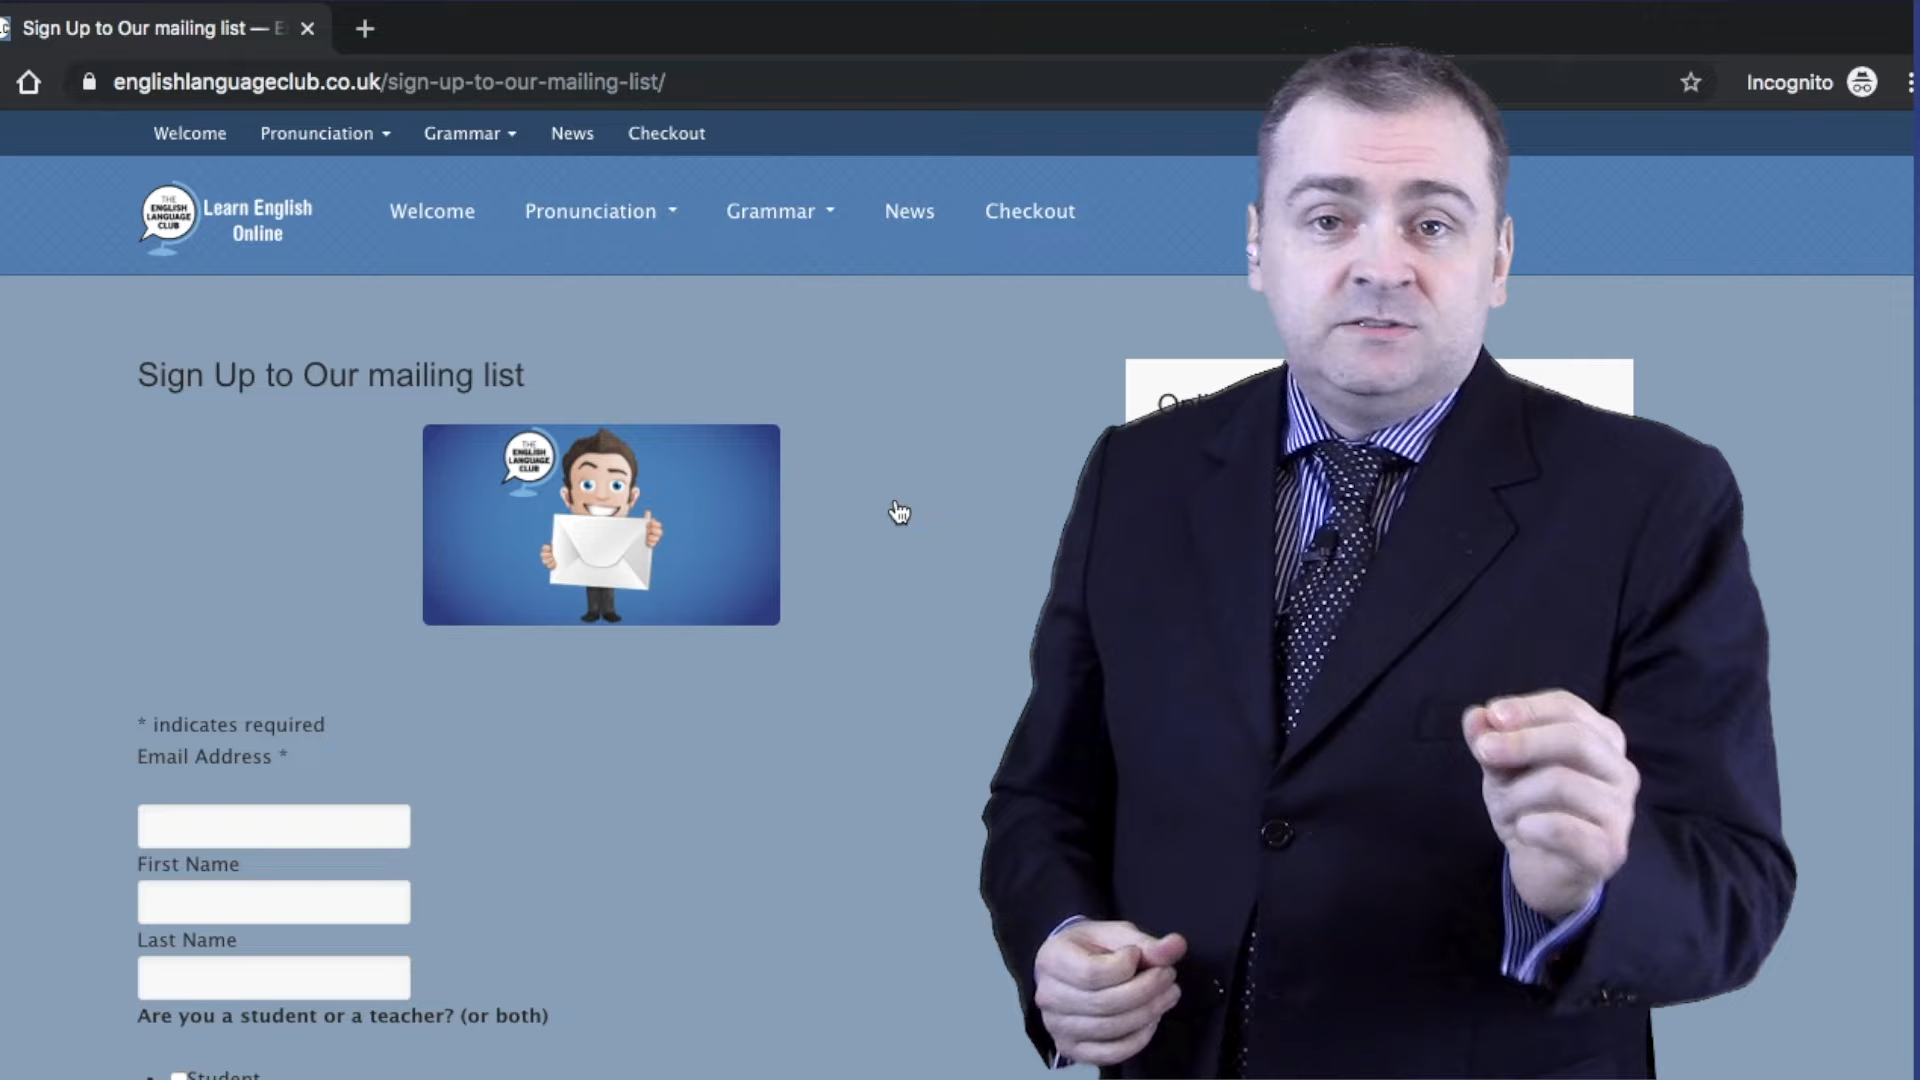 Sign Up to Our mailing list —
englishlanguageclub.co.uk/sign-up-to-our-mailing-list/
Incognito
Welcome Pronunciation Grammar News Checkout
THE ENGLISH LANGUAGE CLUB
Learn English
Online
Welcome Pronunciation Grammar News Checkout
Sign Up to Our mailing list
THE
ENGLISH
LANGUAGE
CLUB
* indicates required
Email Address *
First Name
Last Name
Are you a student or a teacher? (or both)
Student